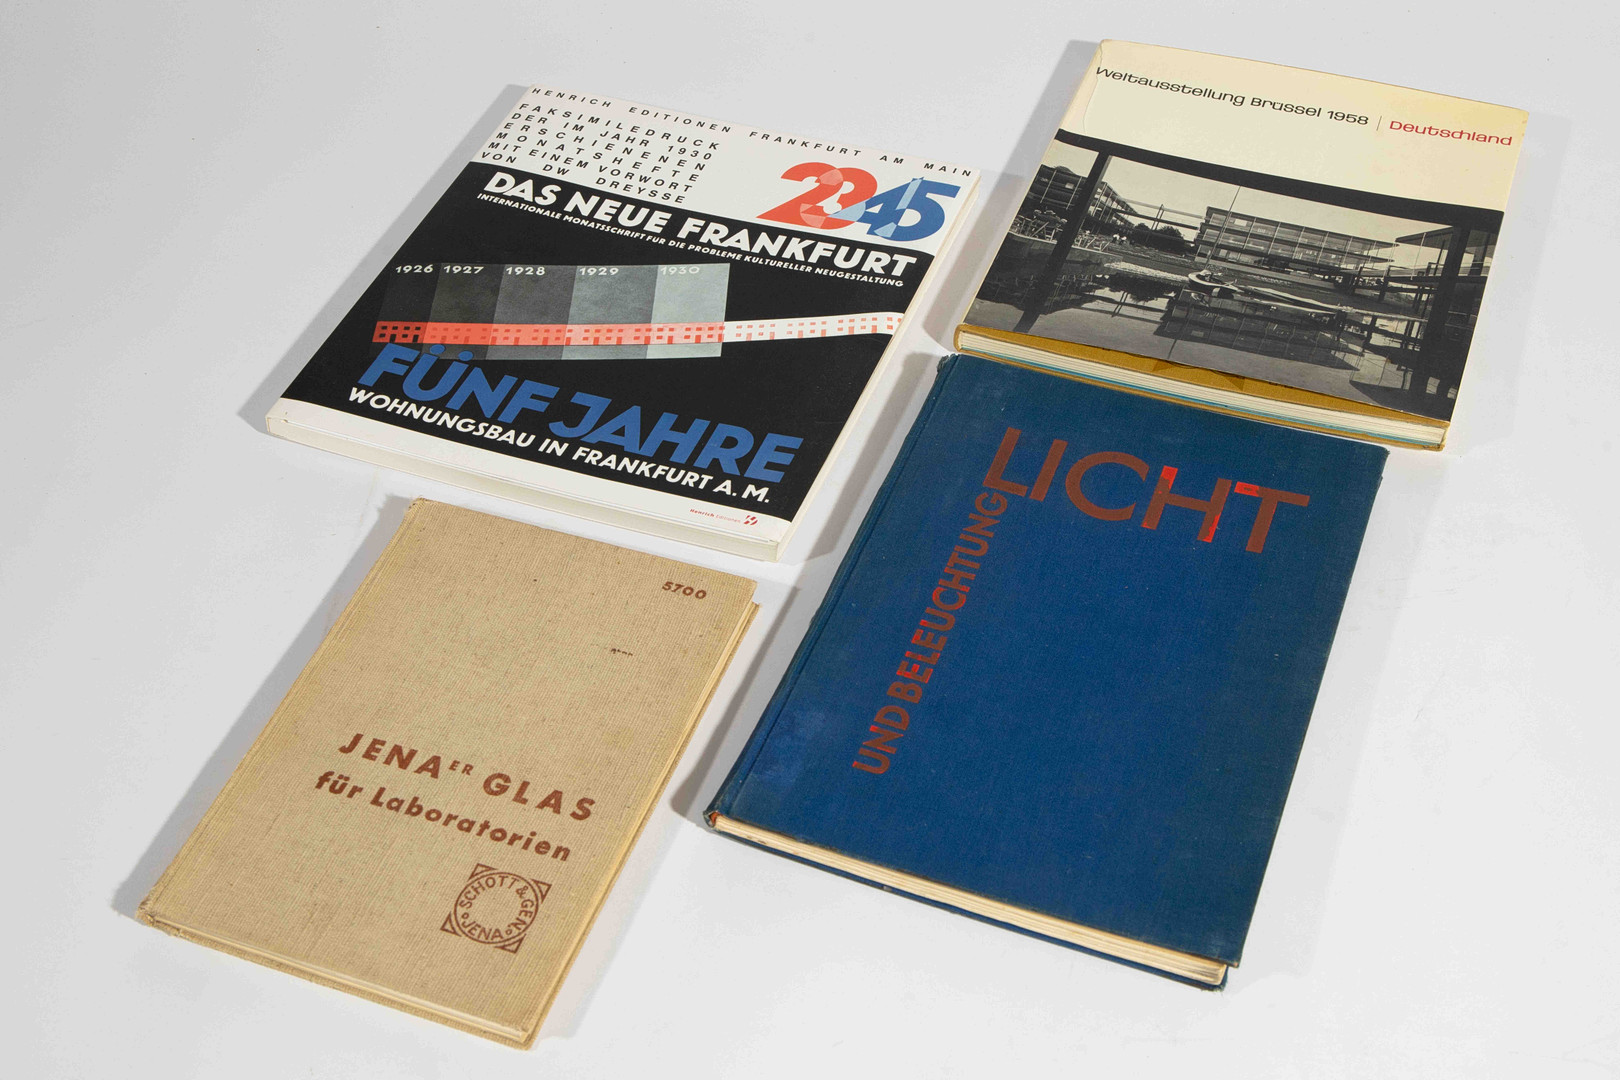 HENRICH EDITIONEN FRANKFURT AM MAIN
FAKSIMILEDRUCK
DER IM JAHR 1930
ERSCHIENENEN
MONATSHEFTE
MIT EINEM VORWORT
VON DW DREYSSE
2345
DAS NEUE FRANKFURT
INTERNATIONALE MONATSSCHRIFT FÜR DIE PROBLEME KULTURELLER NEUGESTALTUNG
1926 1927 1928 1929 1930
FÜNF JAHRE
WOHNUNGSBAU IN FRANKFURT A.M.
Henrich Editionen
Weltausstellung Brüssel 1958 | Deutschland
5700
JENAER GLAS
für Laboratorien
SCHOTT & GEN
JENA
LICHT
UND BELEUCHTUNG